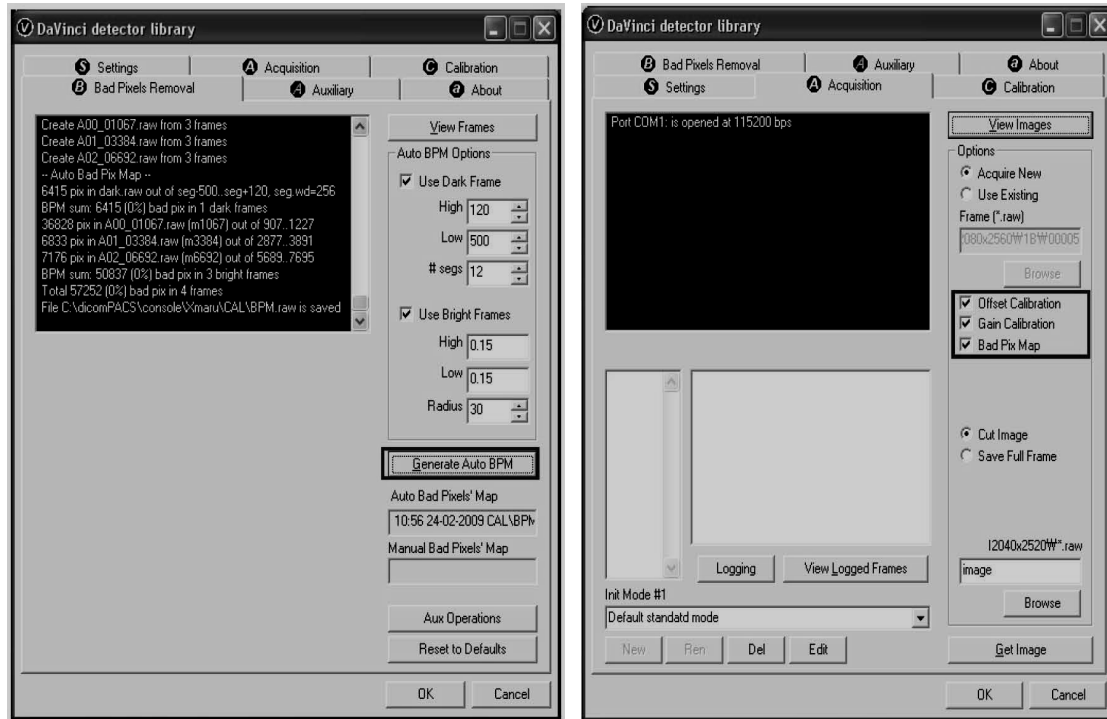 DaVinci detector library
Settings
Acquisition
Calibration
Bad Pixels Removal
Auxiliary
About
Create A00_01067.raw from 3 frames
Create A01_03384.raw from 3 frames
Create A02_06692.raw from 3 frames
-- Auto Bad Pix Map --
6415 pix in dark.raw out of seg-500..seg+120, seg.wd=256
BPM sum: 6415 (0%) bad pix in 1 dark frames
36828 pix in A00_01067.raw (m1067) out of 907..1227
6833 pix in A01_03384.raw (m3384) out of 2877..3891
7176 pix in A02_06692.raw (m6692) out of 5689..7695
BPM sum: 50837 (0%) bad pix in 3 bright frames
Total 57252 (0%) bad pix in 4 frames
File C:\dicomPACS\console\Xmaru\CAL\BPM.raw is saved
View Frames
Auto BPM Options
Use Dark Frame
High 120
Low 500
# segs 12
Use Bright Frames
High 0.15
Low 0.15
Radius 30
Generate Auto BPM
Auto Bad Pixels' Map
10:56 24-02-2009 CAL\BPM
Manual Bad Pixels' Map
Aux Operations
Reset to Defaults
OK
Cancel
DaVinci detector library
Bad Pixels Removal
Auxiliary
About
Settings
Acquisition
Calibration
Port COM1: is opened at 115200 bps
View Images
Options
Acquire New
Use Existing
Frame (*.raw)
080x2560₩1B₩00005
Browse
Offset Calibration
Gain Calibration
Bad Pix Map
Cut Image
Save Full Frame
I2040x2520₩*.raw
image
Browse
Logging
View Logged Frames
Init Mode #1
Default standatd mode
New
Ren
Del
Edit
Get Image
OK
Cancel